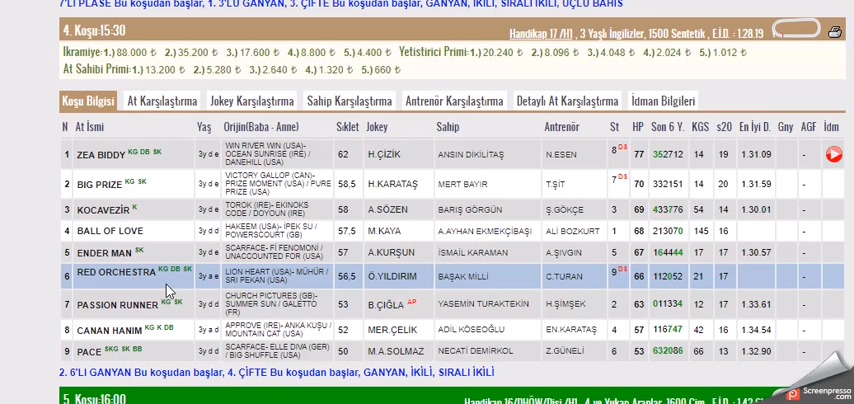 7'Lİ PLASE Bu koşudan başlar, 1. 3'LÜ GANYAN, 3. ÇİFTE Bu koşudan başlar, GANYAN, İKİLİ, SIRALI İKİLİ, ÜÇLÜ BAHİS
4. Koşu:15:30 Handikap 17 /H1 , 3 Yaşlı İngilizler, 1500 Sentetik , E.İ.D. : 1.28.19
İkramiye: 1.) 88.000 ₺ 2.) 35.200 ₺ 3.) 17.600 ₺ 4.) 8.800 ₺ 5.) 4.400 ₺ Yetistirici Primi: 1.) 20.240 ₺ 2.) 8.096 ₺ 3.) 4.048 ₺ 4.) 2.024 ₺ 5.) 1.012 ₺
At Sahibi Primi: 1.) 13.200 ₺ 2.) 5.280 ₺ 3.) 2.640 ₺ 4.) 1.320 ₺ 5.) 660 ₺
Koşu Bilgisi At Karşılaştırma Jokey Karşılaştırma Sahip Karşılaştırma Antrenör Karşılaştırma Detaylı At Karşılaştırma İdman Bilgileri
N At İsmi Yaş Orijin(Baba - Anne) Sıklet Jokey Sahip Antrenör St HP Son 6 Y. KGS s20 En İyi D. Gny AGF İdm
1 ZEA BIDDY KG DB SK 3y d e WIN RIVER WIN (USA)- OCEAN SUNRISE (IRE) / DANEHILL (USA) 62 H.ÇİZİK ANSIN DİKİLİTAŞ N.ESEN 8 DS 77 352712 14 19 1.31.09 -
2 BIG PRIZE KG SK 3y d e VICTORY GALLOP (CAN)- PRIZE MOMENT (USA) / PURE PRIZE (USA) 58,5 H.KARATAŞ MERT BAYIR T.ŞİT 7 DS 70 332151 14 20 1.31.59 -
3 KOCAVEZİR K 3y d d TOROK (IRE)- EKINOKS CODE / DOYOUN (IRE) 58 A.SÖZEN BARIŞ GÖRGÜN Ş.GÖKÇE 3 69 433776 54 14 1.30.01 -
4 BALL OF LOVE 3y d d HAKEEM (USA)- İPEK SU / POWERSCOURT (GB) 57,5 M.KAYA A.AYHAN EKMEKÇİBAŞI ALİ BOZKURT 1 68 213070 145 16 -
5 ENDER MAN SK 3y d e SCARFACE- Fİ FENOMONİ / UNACCOUNTED FOR (USA) 57 A.KURŞUN İSMAİL KARAMAN A.ŞIVGIN 5 67 164444 17 17 1.30.57 -
6 RED ORCHESTRA KG DB SK 3y a e LION HEART (USA)- MÜHÜR / SRI PEKAN (USA) 56,5 Ö.YILDIRIM BAŞAK MİLLİ C.TURAN 9 DS 66 112052 21 17 -
7 PASSION RUNNER KG SK 3y d d CHURCH PICTURES (GB)- SUMMER SUN / GALETTO (FR) 53 B.ÇIĞLA AP YASEMİN TURAKTEKİN H.ŞİMŞEK 2 63 011334 12 17 1.33.61 -
8 CANAN HANIM KG K DB 3y a d APPROVE (IRE)- ANKA KUŞU / MOUNTAIN CAT (USA) 52 MER.ÇELİK ADİL KÖSEOĞLU EN.KARATAŞ 4 57 116747 42 16 1.34.54 -
9 PACE SKG SK BB 3y d d SCARFACE- ELLE DIVA (GER) / BIG SHUFFLE (USA) 50 M.A.SOLMAZ NECATİ DEMİRKOL Z.GÜNELİ 6 53 632086 66 13 1.32.90 -
2. 6'LI GANYAN Bu koşudan başlar, 4. ÇİFTE Bu koşudan başlar, GANYAN, İKİLİ, SIRALI İKİLİ
5. Koşu:16:00
Screenpresso